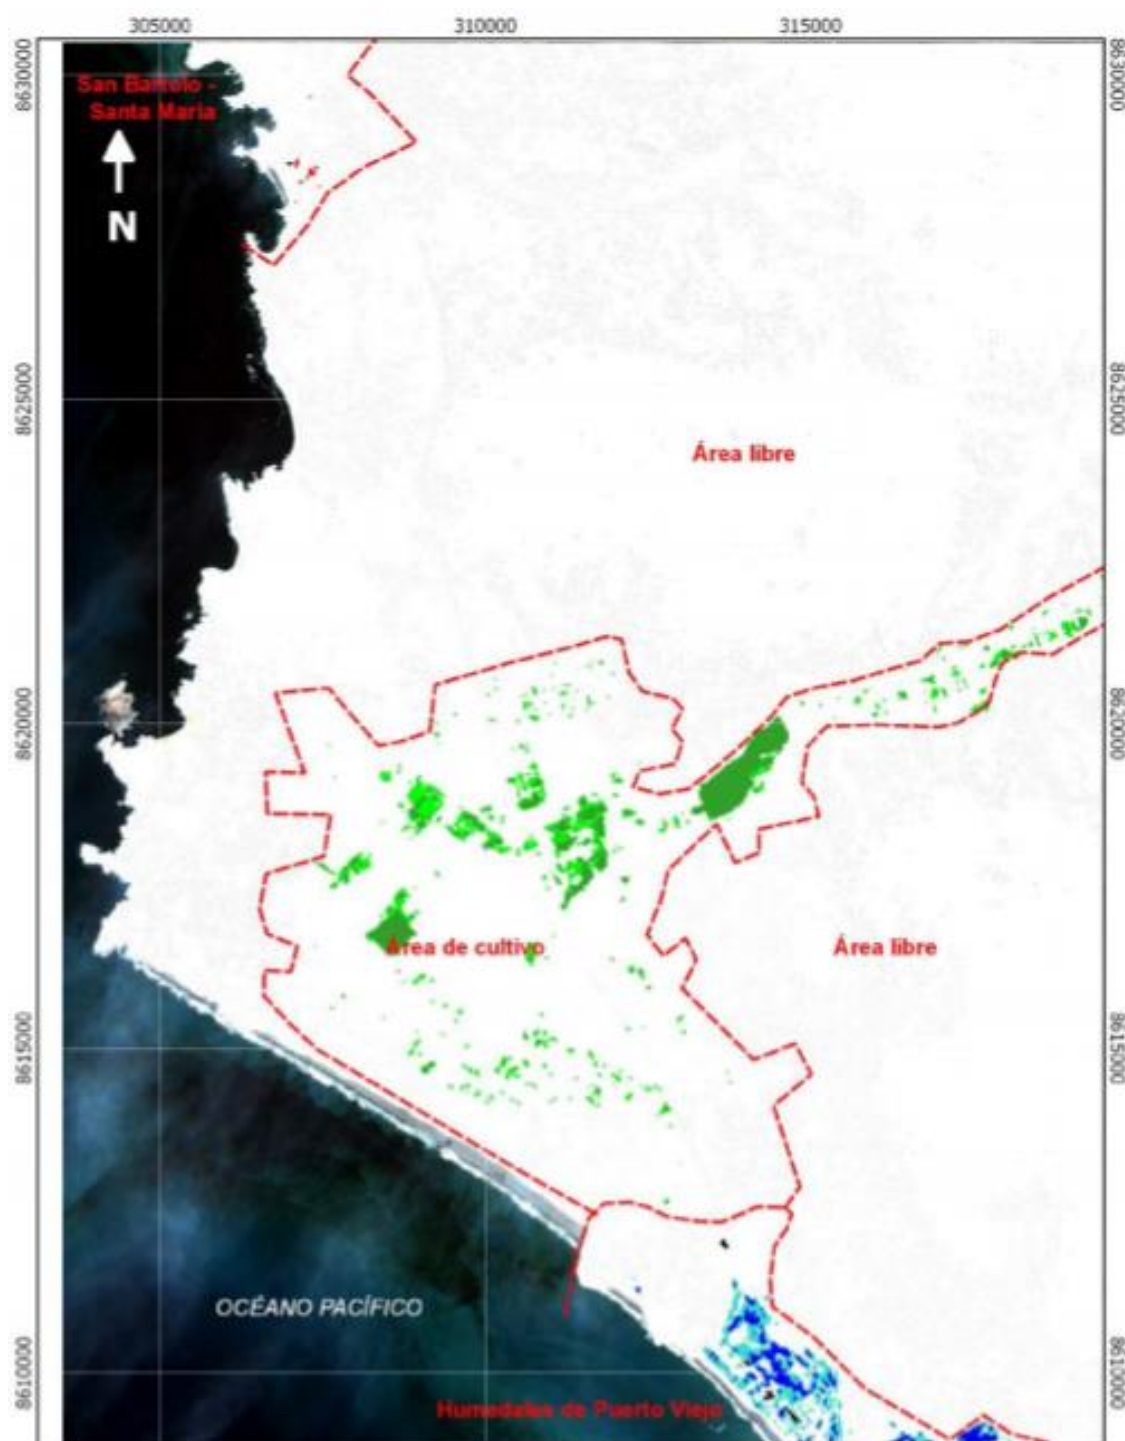 305000 310000 315000
8630000 8630000
San Bartolo -
Santa Maria
N
8625000 8625000
Área libre
8620000 8620000
Área de cultivo Área libre
8615000 8615000
OCÉANO PACÍFICO
8610000 8610000
Humedales de Puerto Viejo